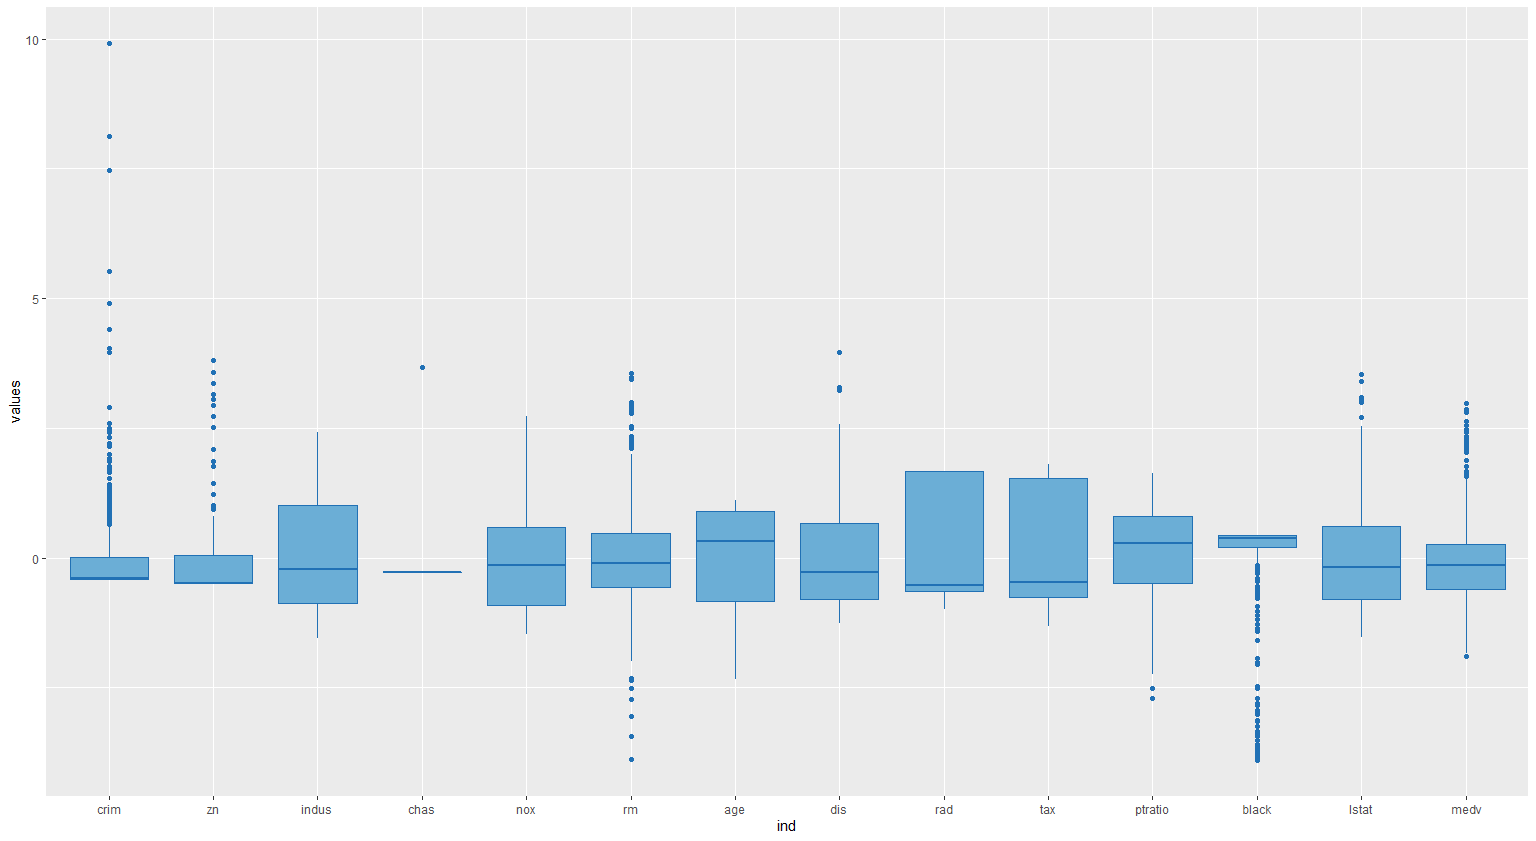 10
5
0
values
crim zn indus chas nox rm age dis rad tax ptratio black lstat medv
ind